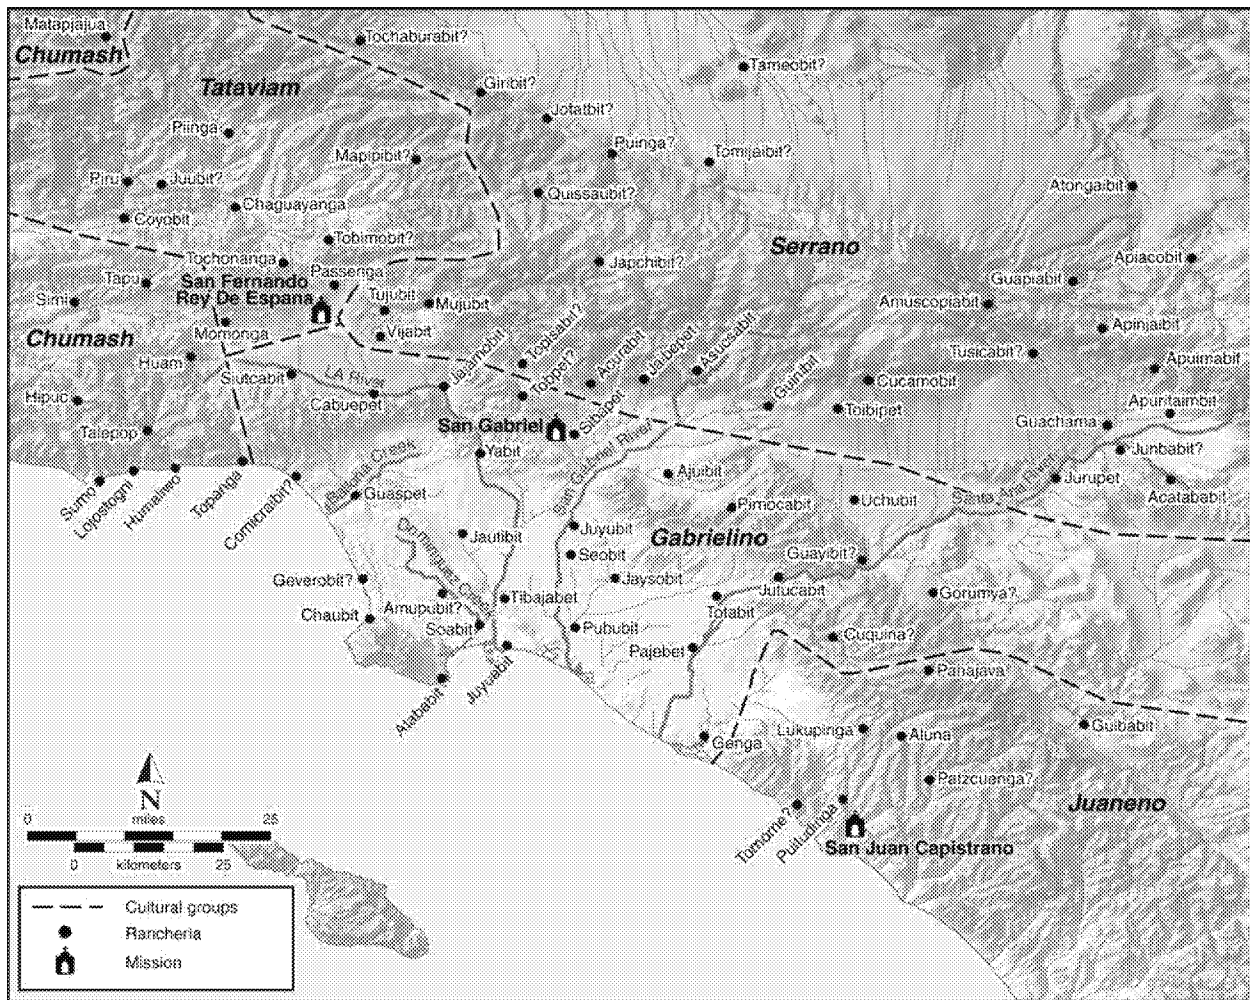 Matapjajua
Chumash
Tochaburabit?
Tameobit?
Tataviam
Giribit?
Jotatbit?
Piinga
Puinga?
Mapipibit?
Tomijaibit?
Piru
Juubit?
Quissaubit?
Atongaibit
Chaguayanga
Coyobit
Tobimobit?
Serrano
Tochonanga
Japchibit?
Apiacobit
Passenga
Tapu
San Fernando
Rey De Espana
Guapiabit
Simi
Tujubit
Mujubit
Amuscopiabit
Momonga
Vijabit
Apinjaibit
Chumash
Topisabit?
Jajamobit
Toppet?
Acurabit
Jabepet
Asucsabit
Tusicabit?
Huam
Apuimabit
Siutcabit
LA River
Guiribit
Cucamobit
Hipuc
Cabuepet
Toibipet
Apuritaimbit
Talepop
San Gabriel
Sibapet
Guachama
Yabit
San Gabriel River
Junbabit?
Ballona Creek
Ajuibit
Jurupet
Sumo
Lojostogni
Humaliwo
Topanga
Comicrabit?
Guaspet
Santa Ana River
Acatababit
Pimocabit
Uchubit
Jautibit
Juyubit
Gabrielino
Dominguez Creek
Seobit
Guayibit?
Geverobit?
Jaysobit
Jutucabit
Amupubit?
Tibajabet
Totabit
Gorumya?
Chaubit
Soabit
Pububit
Cuquina?
Pajebet
Juyuabit
Panajava
Atababit
Genga
Lukupinga
Aluna
Guibabit
Patzcuenga?
Tomome?
Puituidinga
Juaneno
San Juan Capistrano
N
0 miles 25
0 kilometers 25
Cultural groups
Rancheria
Mission